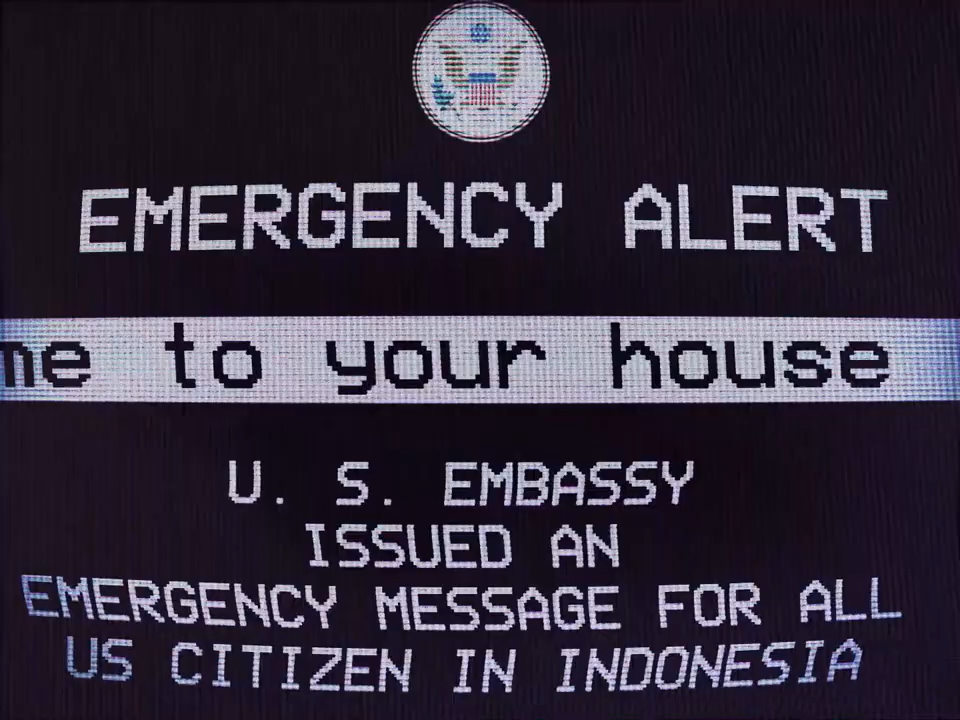 EMERGENCY ALERT
me to your house
U. S. EMBASSY
ISSUED AN
EMERGENCY MESSAGE FOR ALL
US CITIZEN IN INDONESIA